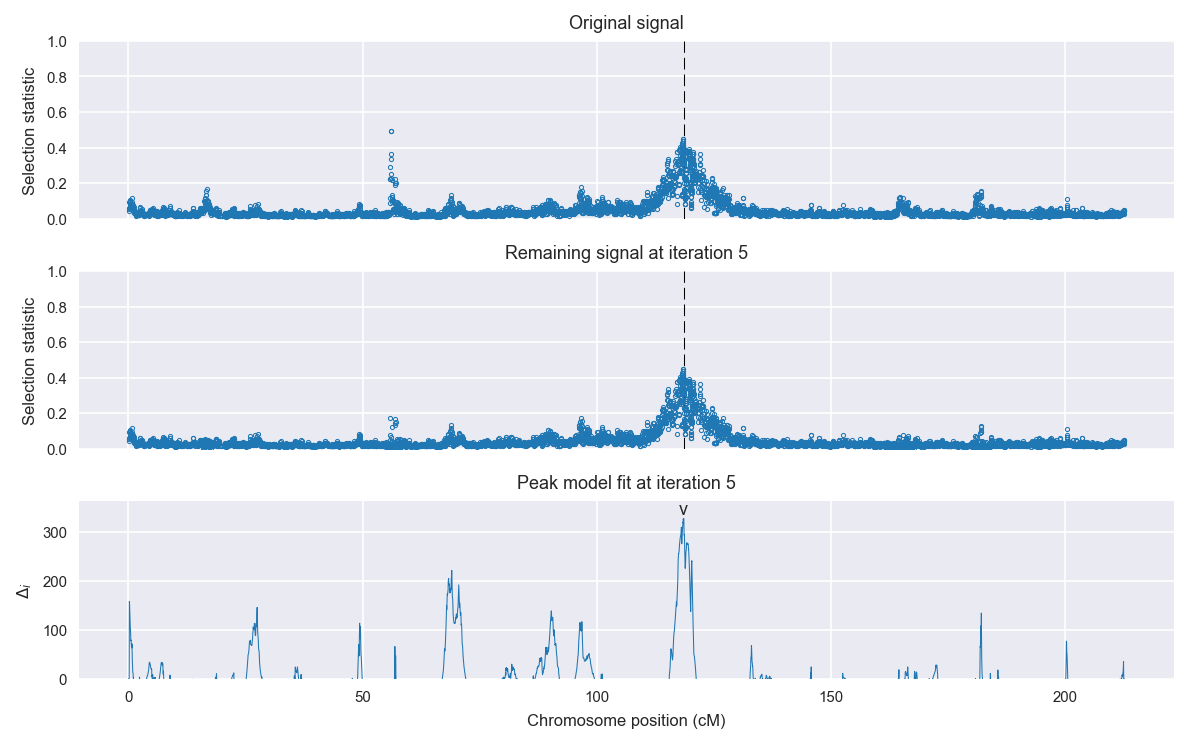 Original signal
Selection statistic
1.0
0.8
0.6
0.4
0.2
0.0
Remaining signal at iteration 5
Selection statistic
1.0
0.8
0.6
0.4
0.2
0.0
Peak model fit at iteration 5
v
Δi
300
200
100
0
0 50 100 150 200
Chromosome position (cM)